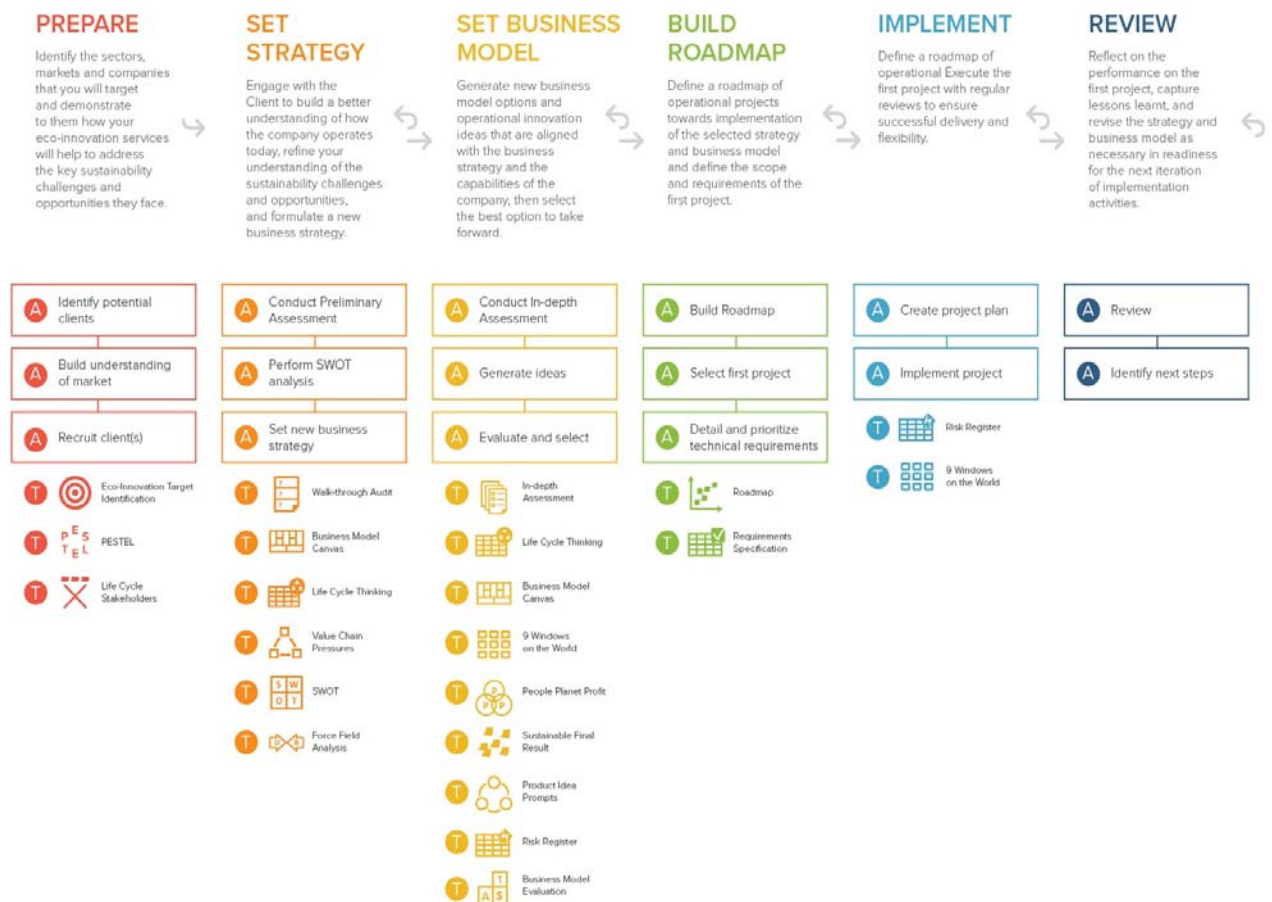 PREPARE
Identify the sectors,
markets and companies
that you will target
and demonstrate
to them how your
eco-innovation services
will help to address
the key sustainability
challenges and
opportunities they face.
SET
STRATEGY
Engage with the
Client to build a better
understanding of how
the company operates
today, refine your
understanding of the
sustainability challenges
and opportunities,
and formulate a new
business strategy.
SET BUSINESS
MODEL
Generate new business
model options and
operational innovation
ideas that are aligned
with the business
strategy and the
capabilities of the
company, then select
the best option to take
forward.
BUILD
ROADMAP
Define a roadmap of
operational projects
towards implementation
of the selected strategy
and business model
and define the scope
and requirements of the
first project.
IMPLEMENT
Define a roadmap of
operational Execute the
first project with regular
reviews to ensure
successful delivery and
flexibility.
REVIEW
Reflect on the
performance on the
first project, capture
lessons learnt, and
revise the strategy and
business model as
necessary in readiness
for the next iteration
of implementation
activities.
A Identify potential
clients
A Build understanding
of market
A Recruit client(s)
T Eco-Innovation Target
Identification
T PESTEL PESTEL
T Life Cycle
Stakeholders
A Conduct Preliminary
Assessment
A Perform SWOT
analysis
A Set new business
strategy
T Walk-through Audit
T Business Model
Canvas
T Life Cycle Thinking
T Value Chain
Pressures
T S W O T SWOT
T D R Force Field
Analysis
A Conduct In-depth
Assessment
A Generate ideas
A Evaluate and select
T In-depth
Assessment
T Life Cycle Thinking
T Business Model
Canvas
T 9 Windows
on the World
T P P P People Planet Profit
T Sustainable Final
Result
T Product Idea
Prompts
T Risk Register
T Business Model
Evaluation
A Build Roadmap
A Select first project
A Detail and prioritize
technical requirements
T Roadmap
T Requirements
Specification
A Create project plan
A Implement project
T Risk Register
T 9 Windows
on the World
A Review
A Identify next steps